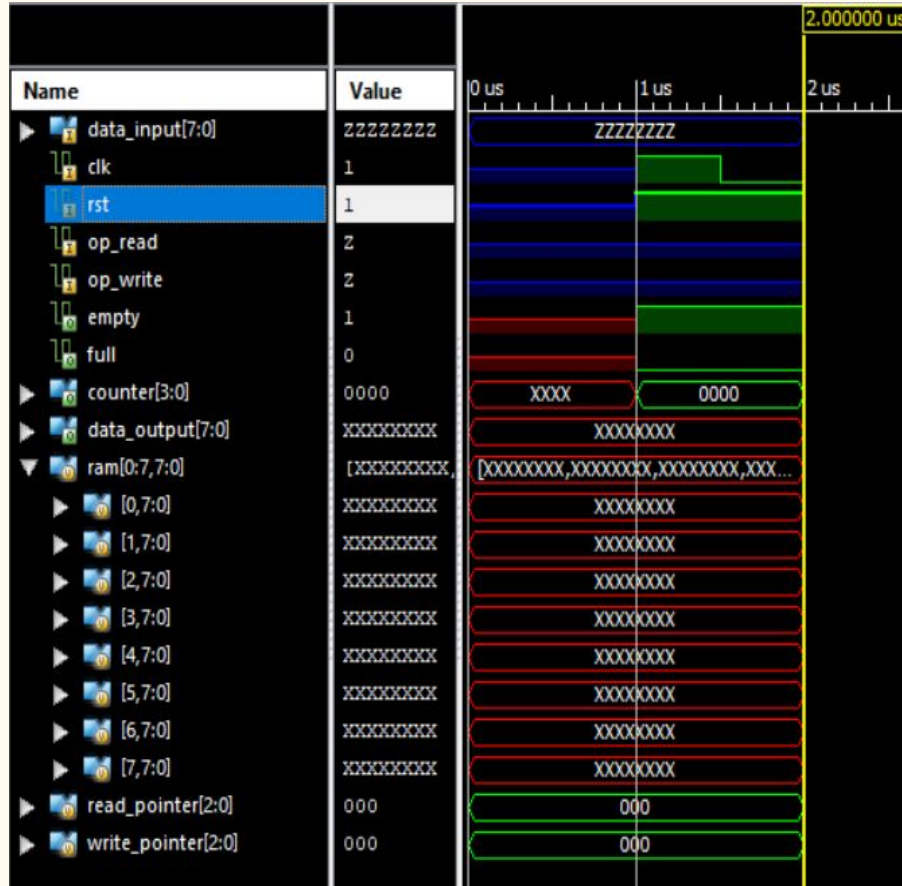 2.000000 us
Name Value 0 us 1 us 2 us
data_input[7:0] ZZZZZZZZ ZZZZZZZZ
clk 1
rst 1
op_read Z
op_write Z
empty 1
full 0
counter[3:0] 0000 XXXX 0000
data_output[7:0] XXXXXXXX XXXXXXXX
ram[0:7,7:0] [XXXXXXXX, [XXXXXXXX,XXXXXXXX,XXXXXXXX,XXX...
[0,7:0] XXXXXXXX XXXXXXXX
[1,7:0] XXXXXXXX XXXXXXXX
[2,7:0] XXXXXXXX XXXXXXXX
[3,7:0] XXXXXXXX XXXXXXXX
[4,7:0] XXXXXXXX XXXXXXXX
[5,7:0] XXXXXXXX XXXXXXXX
[6,7:0] XXXXXXXX XXXXXXXX
[7,7:0] XXXXXXXX XXXXXXXX
read_pointer[2:0] 000 000
write_pointer[2:0] 000 000